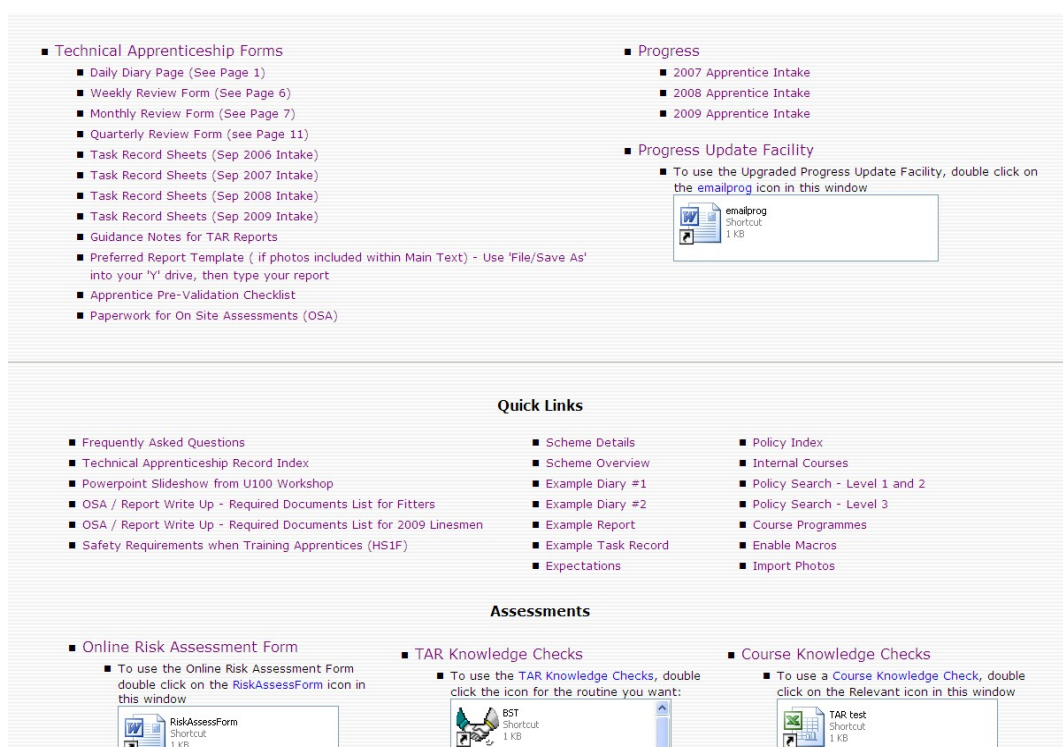 Technical Apprenticeship Forms
Daily Diary Page (See Page 1)
Weekly Review Form (See Page 6)
Monthly Review Form (See Page 7)
Quarterly Review Form (see Page 11)
Task Record Sheets (Sep 2006 Intake)
Task Record Sheets (Sep 2007 Intake)
Task Record Sheets (Sep 2008 Intake)
Task Record Sheets (Sep 2009 Intake)
Guidance Notes for TAR Reports
Preferred Report Template ( if photos included within Main Text) - Use 'File/Save As'
into your 'Y' drive, then type your report
Apprentice Pre-Validation Checklist
Paperwork for On Site Assessments (OSA)
Progress
2007 Apprentice Intake
2008 Apprentice Intake
2009 Apprentice Intake
Progress Update Facility
To use the Upgraded Progress Update Facility, double click on
the emailprog icon in this window
emailprog
Shortcut
1 KB
Quick Links
Frequently Asked Questions
Technical Apprenticeship Record Index
Powerpoint Slideshow from U100 Workshop
OSA / Report Write Up - Required Documents List for Fitters
OSA / Report Write Up - Required Documents List for 2009 Linesmen
Safety Requirements when Training Apprentices (HS1F)
Scheme Details
Scheme Overview
Example Diary #1
Example Diary #2
Example Report
Example Task Record
Expectations
Policy Index
Internal Courses
Policy Search - Level 1 and 2
Policy Search - Level 3
Course Programmes
Enable Macros
Import Photos
Assessments
Online Risk Assessment Form
To use the Online Risk Assessment Form
double click on the RiskAssessForm icon in
this window
RiskAssessForm
Shortcut
1 KB
TAR Knowledge Checks
To use the TAR Knowledge Checks, double
click the icon for the routine you want:
BST
Shortcut
1 KB
Course Knowledge Checks
To use a Course Knowledge Check, double
click on the Relevant icon in this window
TAR test
Shortcut
1 KB